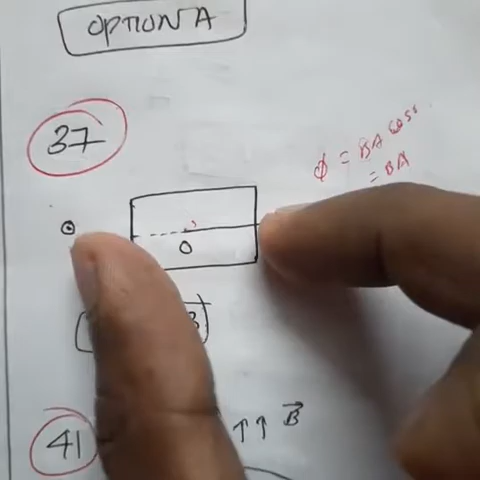 OPTION A
37
φ = BA cos
= BA
O
41
↑↑ B⃗